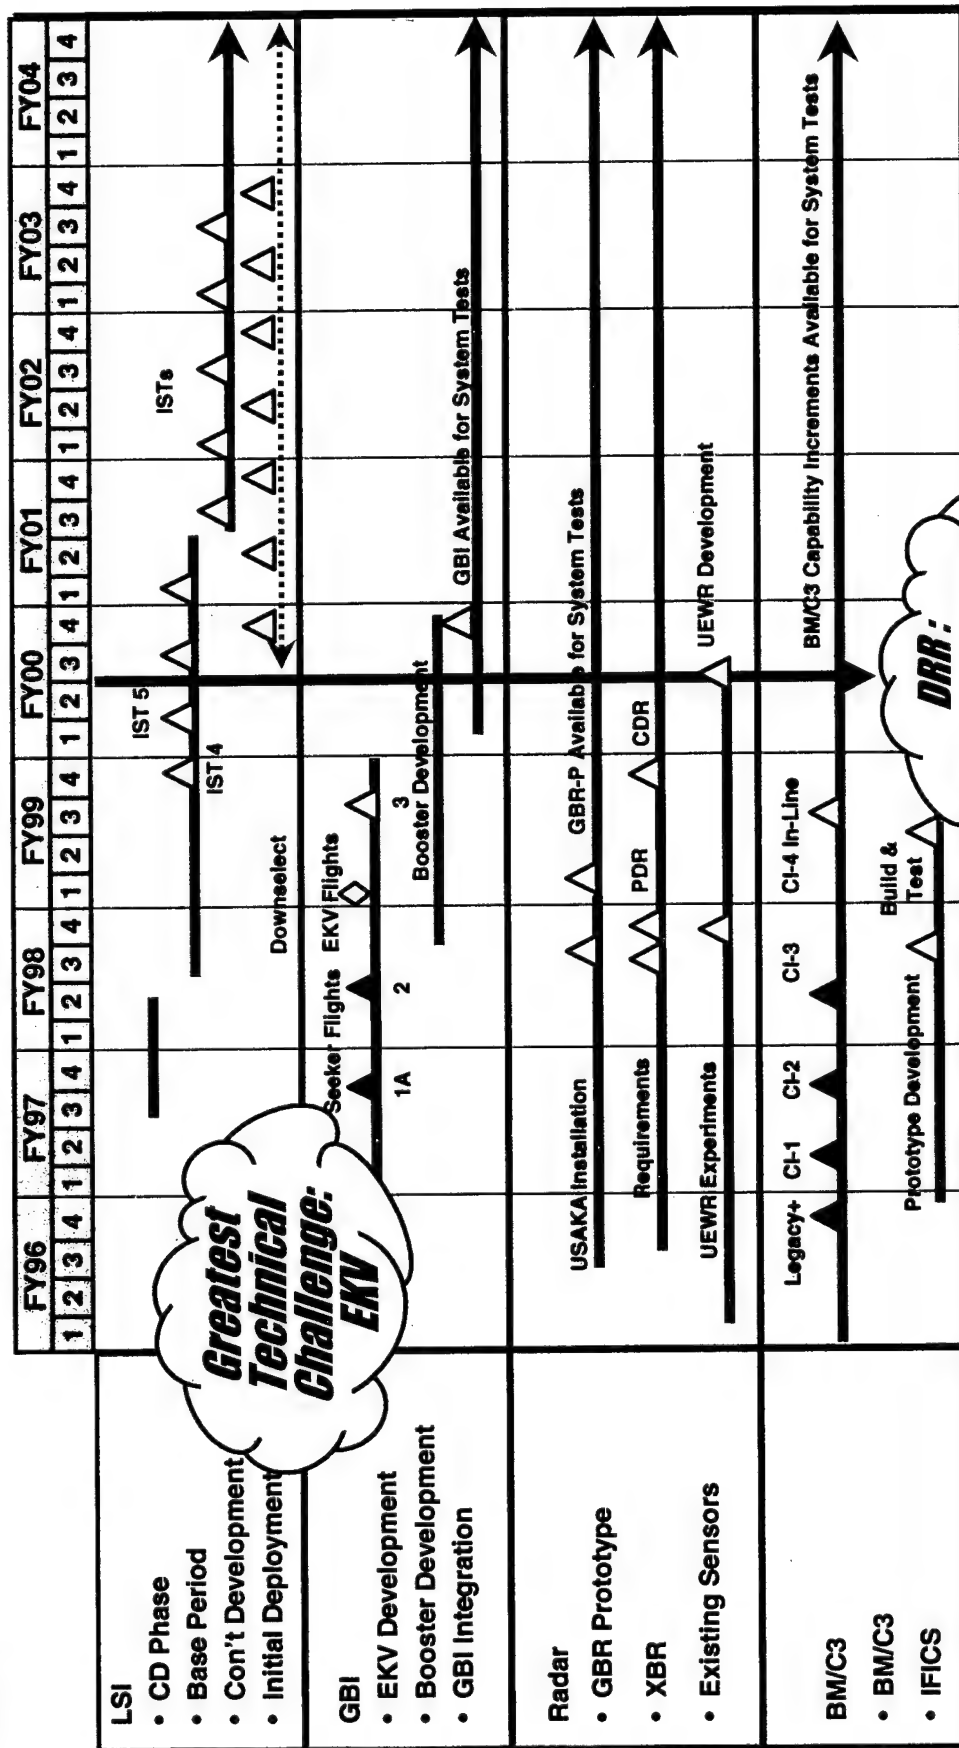 FY96 FY97 FY98 FY99 FY00 FY01 FY02 FY03 FY04
1 2 3 4 1 2 3 4 1 2 3 4 1 2 3 4 1 2 3 4 1 2 3 4 1 2 3 4 1 2 3 4 1 2 3 4
LSI
• CD Phase
• Base Period
• Con't Development
• Initial Deployment
IST 5
IST 4
ISTs
Greatest
Technical
Challenge:
EKV
Downselect
GBI
• EKV Development
• Booster Development
• GBI Integration
Seeker Flights
EKV Flights
1A
2
3
Booster Development
GBI Available for System Tests
Radar
• GBR Prototype
• XBR
• Existing Sensors
USAKA Installation
GBR-P Available for System Tests
Requirements
PDR
CDR
UEWR Experiments
UEWR Development
BM/C3
• BM/C3
• IFICS
Legacy+
CI-1
CI-2
CI-3
CI-4 In-Line
BM/C3 Capability Increments Available for System Tests
Prototype Development
Build &
Test
DRR: